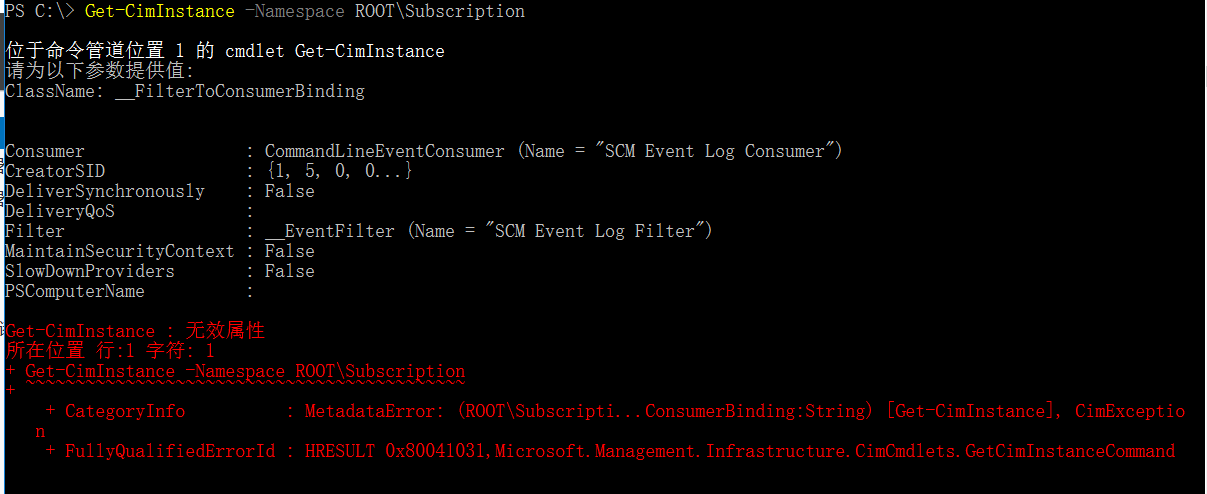 PS C:\> Get-CimInstance -Namespace ROOT\Subscription
位于命令管道位置 1 的 cmdlet Get-CimInstance
请为以下参数提供值:
ClassName: __FilterToConsumerBinding
Consumer : CommandLineEventConsumer (Name = "SCM Event Log Consumer")
CreatorSID : {1, 5, 0, 0...}
DeliverSynchronously : False
DeliveryQoS :
Filter : __EventFilter (Name = "SCM Event Log Filter")
MaintainSecurityContext : False
SlowDownProviders : False
PSComputerName :
Get-CimInstance : 无效属性
所在位置 行:1 字符: 1
+ Get-CimInstance -Namespace ROOT\Subscription
+ ~~~~~~~~~~~~~~~~~~~~~~~~~~~~~~~~~~~~~~~~~~~~
+ CategoryInfo : MetadataError: (ROOT\Subscripti...ConsumerBinding:String) [Get-CimInstance], CimExceptio
n
+ FullyQualifiedErrorId : HRESULT 0x80041031,Microsoft.Management.Infrastructure.CimCmdlets.GetCimInstanceCommand